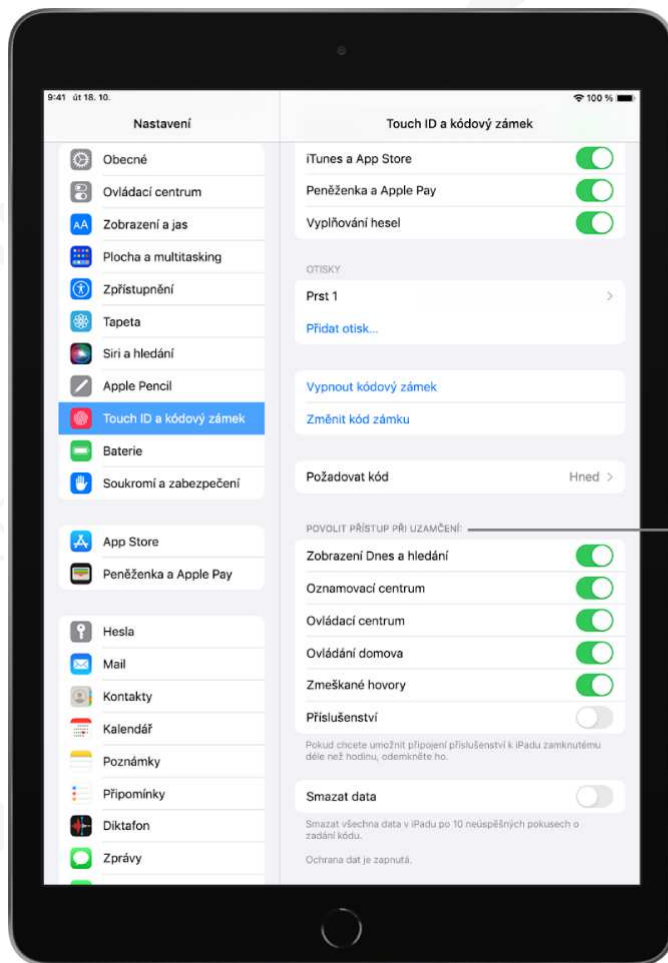 9:41 út 18. 10.
100 %
Nastavení
Obecné
Ovládací centrum
AA Zobrazení a jas
Plocha a multitasking
Zpřístupnění
Tapeta
Siri a hledání
Apple Pencil
Touch ID a kódový zámek
Baterie
Soukromí a zabezpečení
App Store
Peněženka a Apple Pay
Hesla
Mail
Kontakty
Kalendář
Poznámky
Připomínky
Diktafon
Zprávy
Touch ID a kódový zámek
iTunes a App Store
Peněženka a Apple Pay
Vyplňování hesel
OTISKY
Prst 1
Přidat otisk...
Vypnout kódový zámek
Změnit kód zámku
Požadovat kód Hned
POVOLIT PŘÍSTUP PŘI UZAMČENÍ:
Zobrazení Dnes a hledání
Oznamovací centrum
Ovládací centrum
Ovládání domova
Zmeškané hovory
Příslušenství
Pokud chcete umožnit připojení příslušenství k iPadu zamknutému
déle než hodinu, odemkněte ho.
Smazat data
Smazat všechna data v iPadu po 10 neúspěšných pokusech o
zadání kódu.
Ochrana dat je zapnutá.